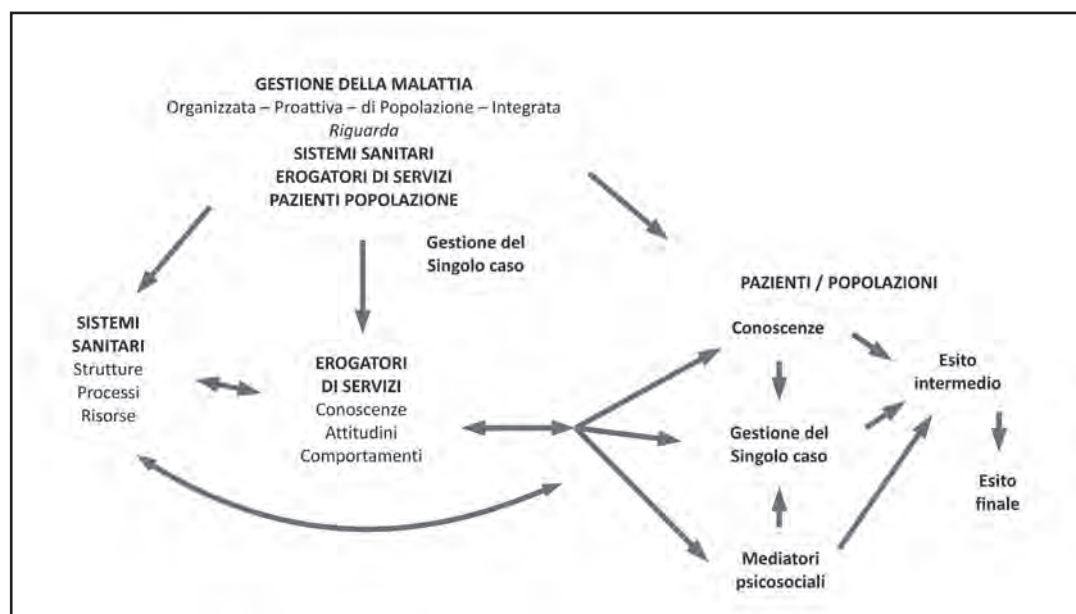 GESTIONE DELLA MALATTIA
Organizzata – Proattiva – di Popolazione – Integrata
Riguarda
SISTEMI SANITARI
EROGATORI DI SERVIZI
PAZIENTI POPOLAZIONE
Gestione del
Singolo caso
SISTEMI
SANITARI
Strutture
Processi
Risorse
EROGATORI
DI SERVIZI
Conoscenze
Attitudini
Comportamenti
PAZIENTI / POPOLAZIONI
Conoscenze
Gestione del
Singolo caso
Mediatori
psicosociali
Esito
intermedio
Esito
finale